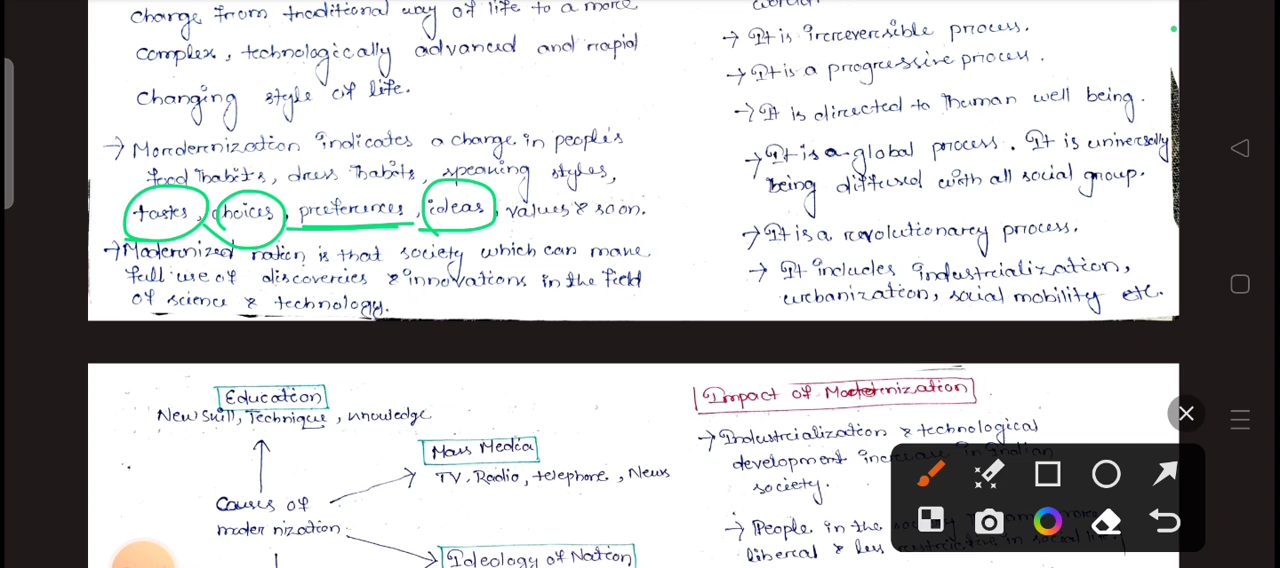 change from traditional way of life to a more
complex, technologically advanced and rapid
changing style of life.
→ Mordernization indicates a change in people's
food habits, dress habits, speaking styles,
tastes, choices, preferences, ideas, values & soon.
→ Modernized nation is that society which can make
full use of discoveries & innovations in the field
of science & technology.
→ It is irreversible process.
→ It is a progressive process.
→ It is directed to human well being.
→ It is a global process. It is universelly
being diffused with all social group.
→ It is a revolutionary process.
→ It includes industrialization,
urbanization, social mobility etc.
Education
New Skill, Technique, knowledge
Mass Media
TV, Radio, telephone, News
Causes of
modernization
Ideology of Nation
Impact of Modernization
→ Industrialization & technological
development increase in Indian
society.
→ People in the
liberal & less